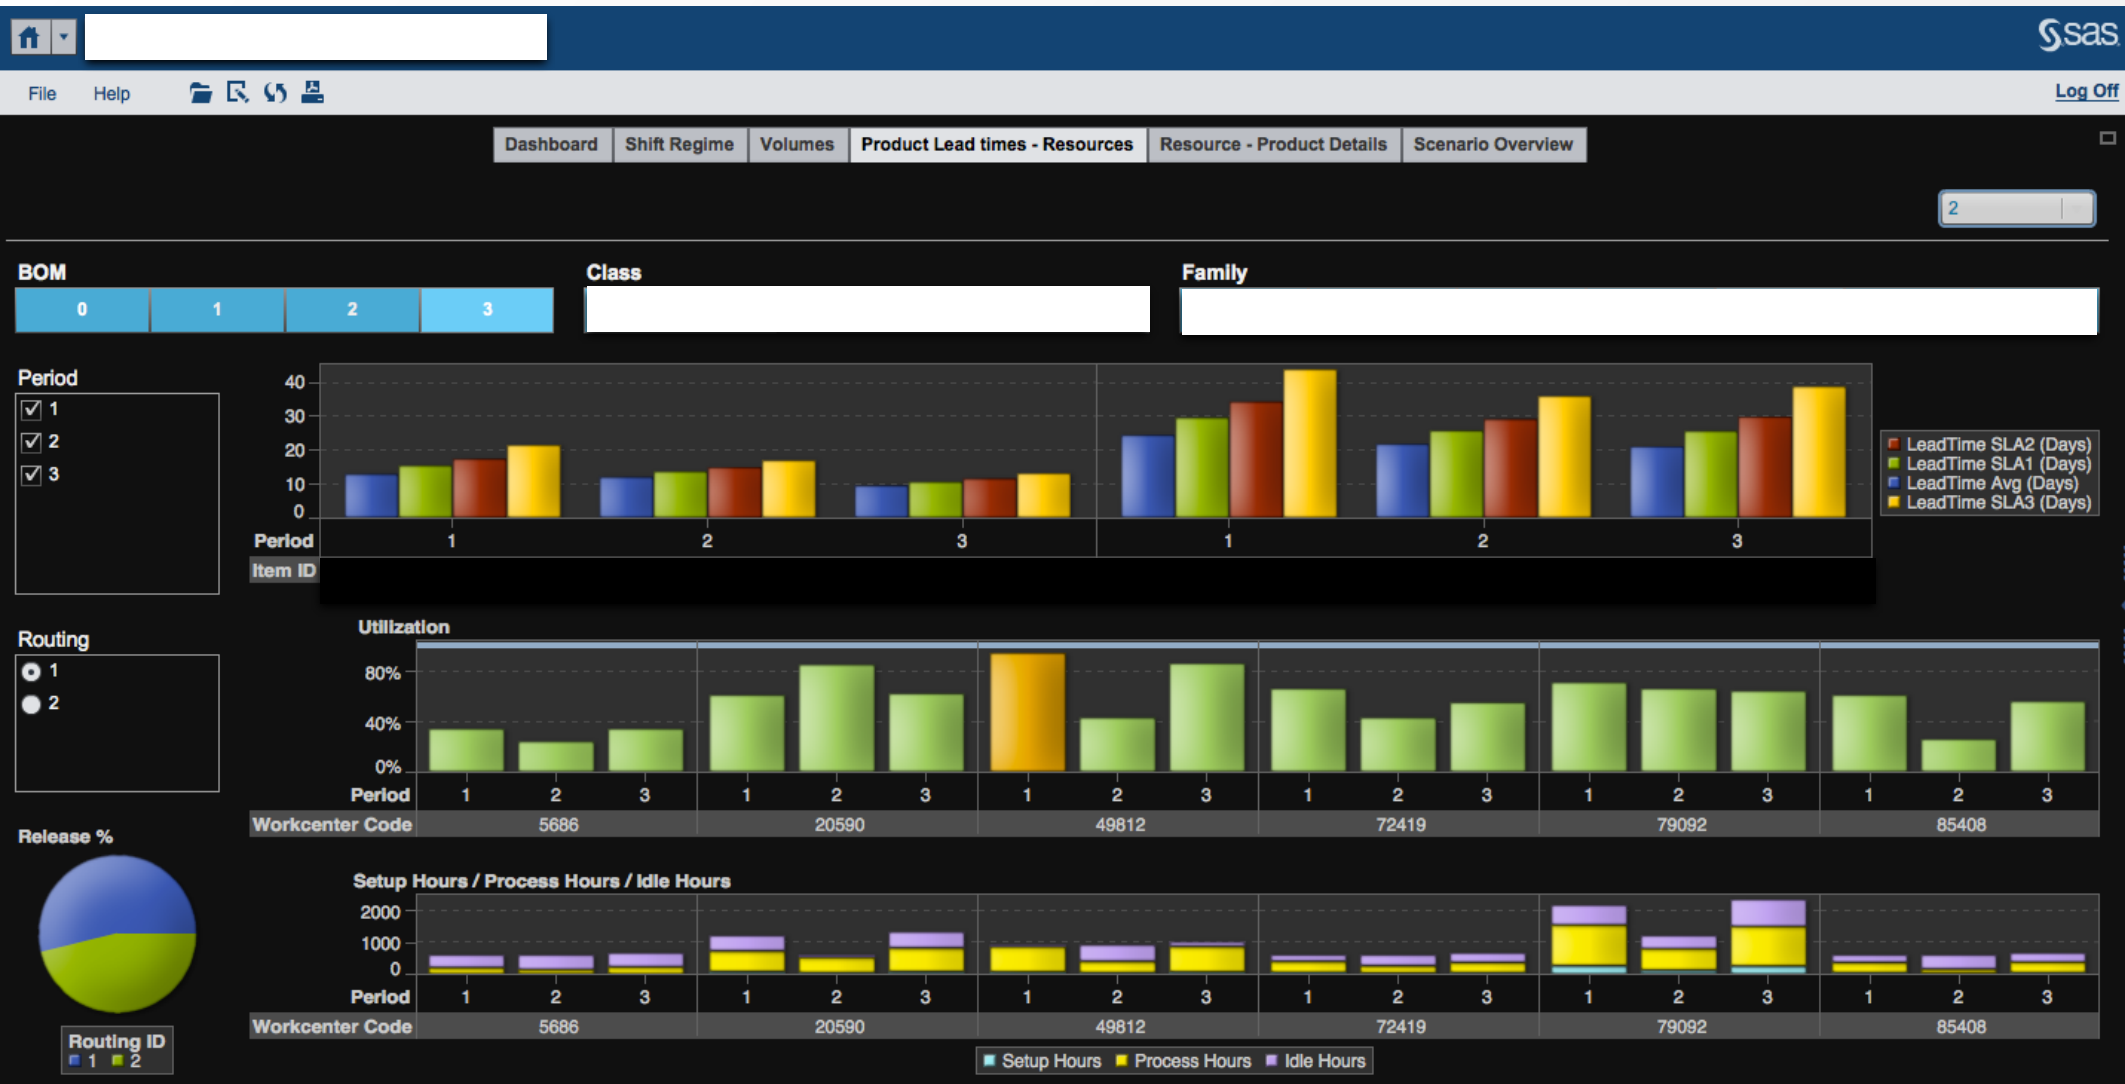 sas
File Help Log Off
Dashboard Shift Regime Volumes Product Lead times - Resources Resource - Product Details Scenario Overview
2
BOM Class Family
0 1 2 3
Period
1
2
3
40
30
20
10
0
Period 1 2 3 1 2 3
Item ID
LeadTime SLA2 (Days)
LeadTime SLA1 (Days)
LeadTime Avg (Days)
LeadTime SLA3 (Days)
Routing
1
2
Utilization
80%
40%
0%
Period 1 2 3 1 2 3 1 2 3 1 2 3 1 2 3 1 2 3
Workcenter Code 5686 20590 49812 72419 79092 85408
Release %
Routing ID
1 2
Setup Hours / Process Hours / Idle Hours
2000
1000
0
Period 1 2 3 1 2 3 1 2 3 1 2 3 1 2 3 1 2 3
Workcenter Code 5686 20590 49812 72419 79092 85408
Setup Hours Process Hours Idle Hours